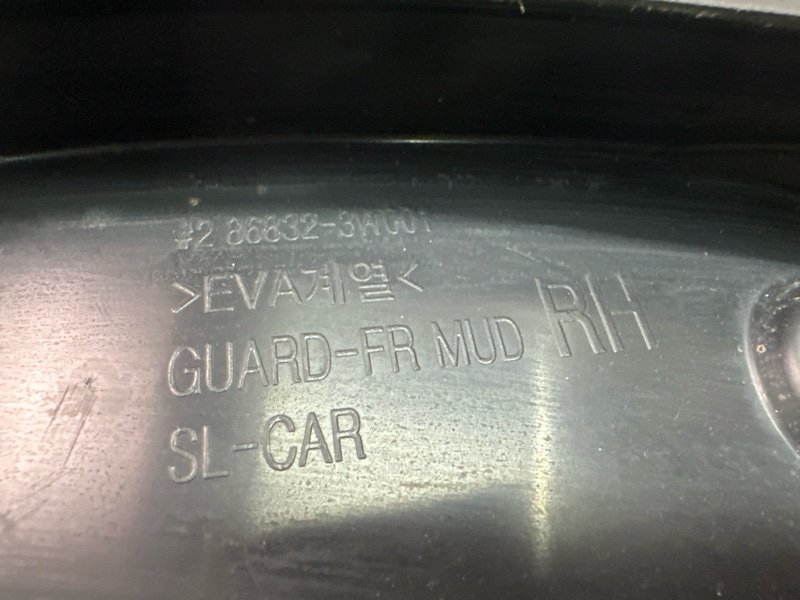 #2 86832-3W001
>EVA계열<
GUARD-FR MUD RH
SL-CAR